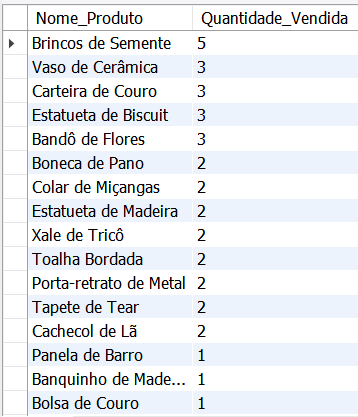 Nome_Produto Quantidade_Vendida
Brincos de Semente 5
Vaso de Cerâmica 3
Carteira de Couro 3
Estatueta de Biscuit 3
Bandô de Flores 3
Boneca de Pano 2
Colar de Miçangas 2
Estatueta de Madeira 2
Xale de Tricô 2
Toalha Bordada 2
Porta-retrato de Metal 2
Tapete de Tear 2
Cachecol de Lã 2
Panela de Barro 1
Banquinho de Made... 1
Bolsa de Couro 1